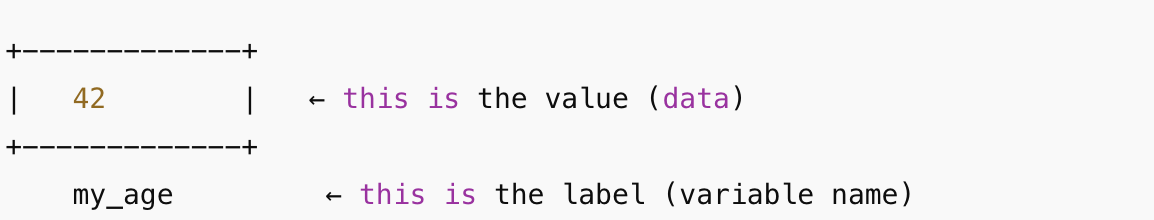 +-------------+
|   42        |   ← this is the value (data)
+-------------+
    my_age         ← this is the label (variable name)